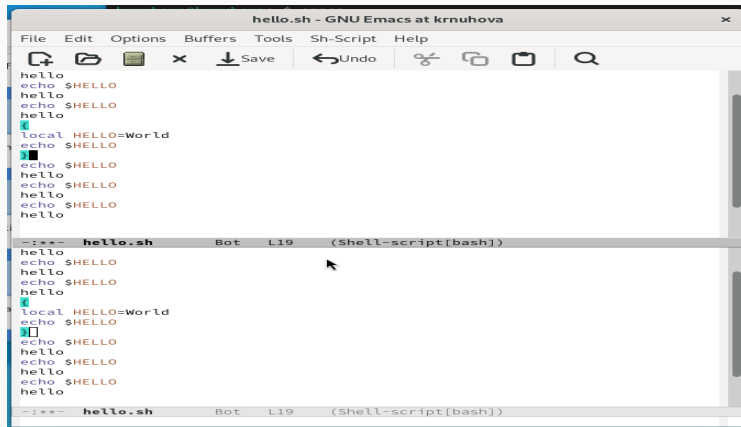 hello.sh - GNU Emacs at krnuhova
File Edit Options Buffers Tools Sh-Script Help
Save Undo
hello
echo $HELLO
hello
echo $HELLO
hello
{
local HELLO=World
echo $HELLO
}
echo $HELLO
hello
echo $HELLO
hello
echo $HELLO
hello
-:**- hello.sh Bot L19 (Shell-script[bash])
hello
echo $HELLO
hello
echo $HELLO
hello
{
local HELLO=World
echo $HELLO
}
echo $HELLO
hello
echo $HELLO
hello
echo $HELLO
hello
-:**- hello.sh Bot L19 (Shell-script[bash])